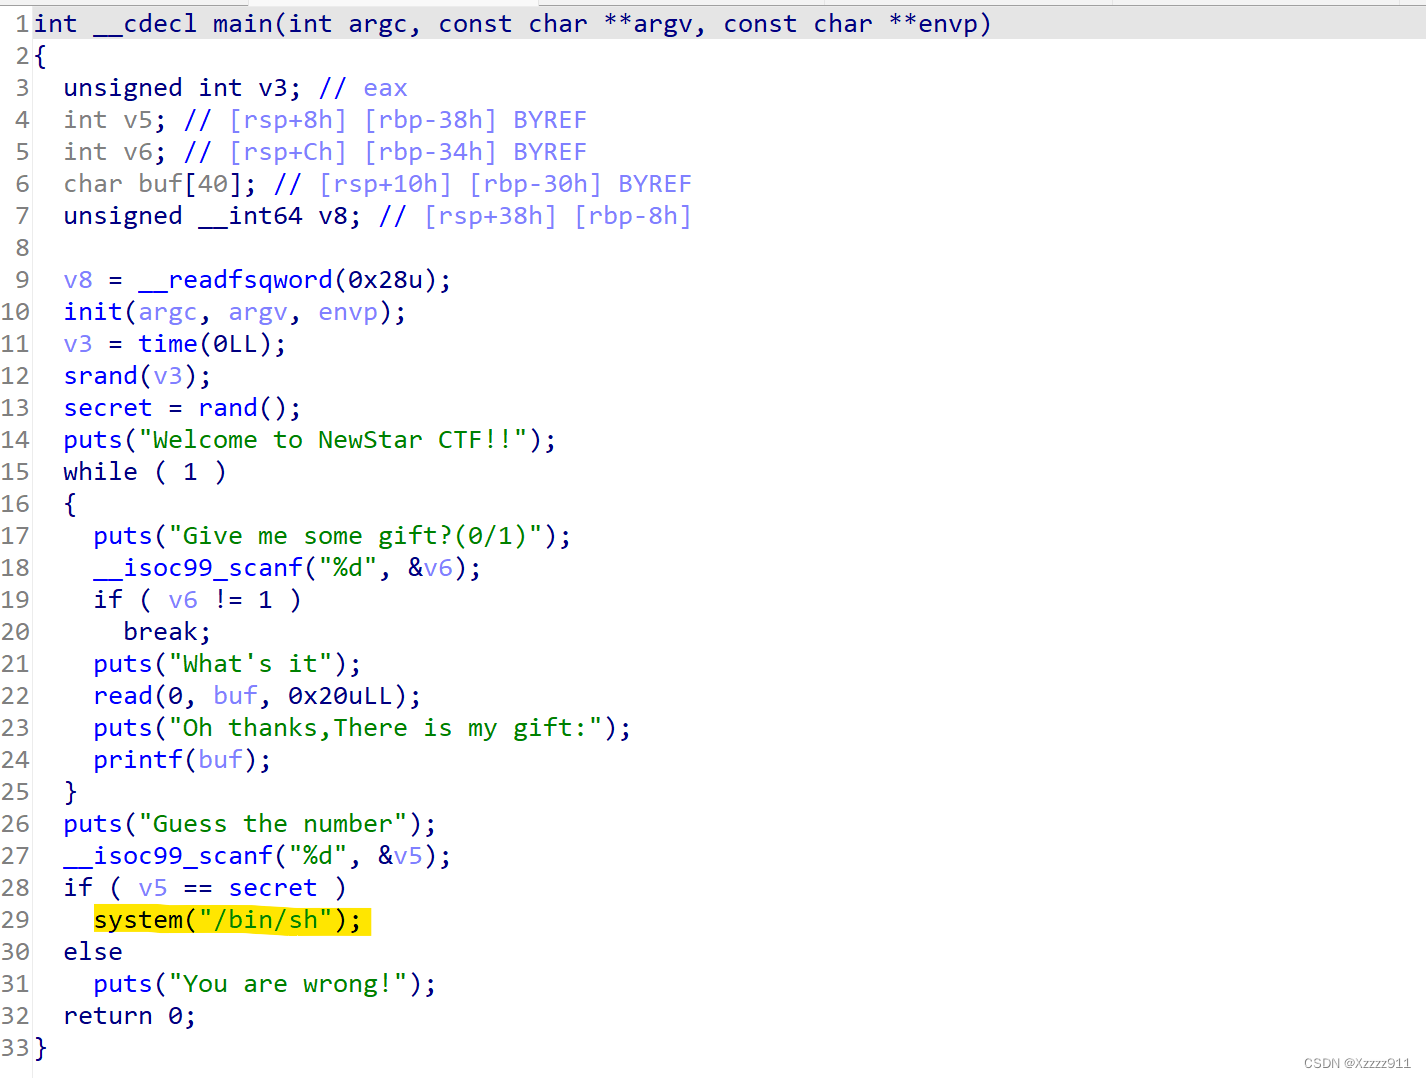 1 int __cdecl main(int argc, const char **argv, const char **envp)
2 {
3   unsigned int v3; // eax
4   int v5; // [rsp+8h] [rbp-38h] BYREF
5   int v6; // [rsp+Ch] [rbp-34h] BYREF
6   char buf[40]; // [rsp+10h] [rbp-30h] BYREF
7   unsigned __int64 v8; // [rsp+38h] [rbp-8h]
8
9   v8 = __readfsqword(0x28u);
10   init(argc, argv, envp);
11   v3 = time(0LL);
12   srand(v3);
13   secret = rand();
14   puts("Welcome to NewStar CTF!!");
15   while ( 1 )
16   {
17     puts("Give me some gift?(0/1)");
18     __isoc99_scanf("%d", &v6);
19     if ( v6 != 1 )
20       break;
21     puts("What's it");
22     read(0, buf, 0x20uLL);
23     puts("Oh thanks,There is my gift:");
24     printf(buf);
25   }
26   puts("Guess the number");
27   __isoc99_scanf("%d", &v5);
28   if ( v5 == secret )
29     system("/bin/sh");
30   else
31     puts("You are wrong!");
32   return 0;
33 }
CSDN @Xzzzz911